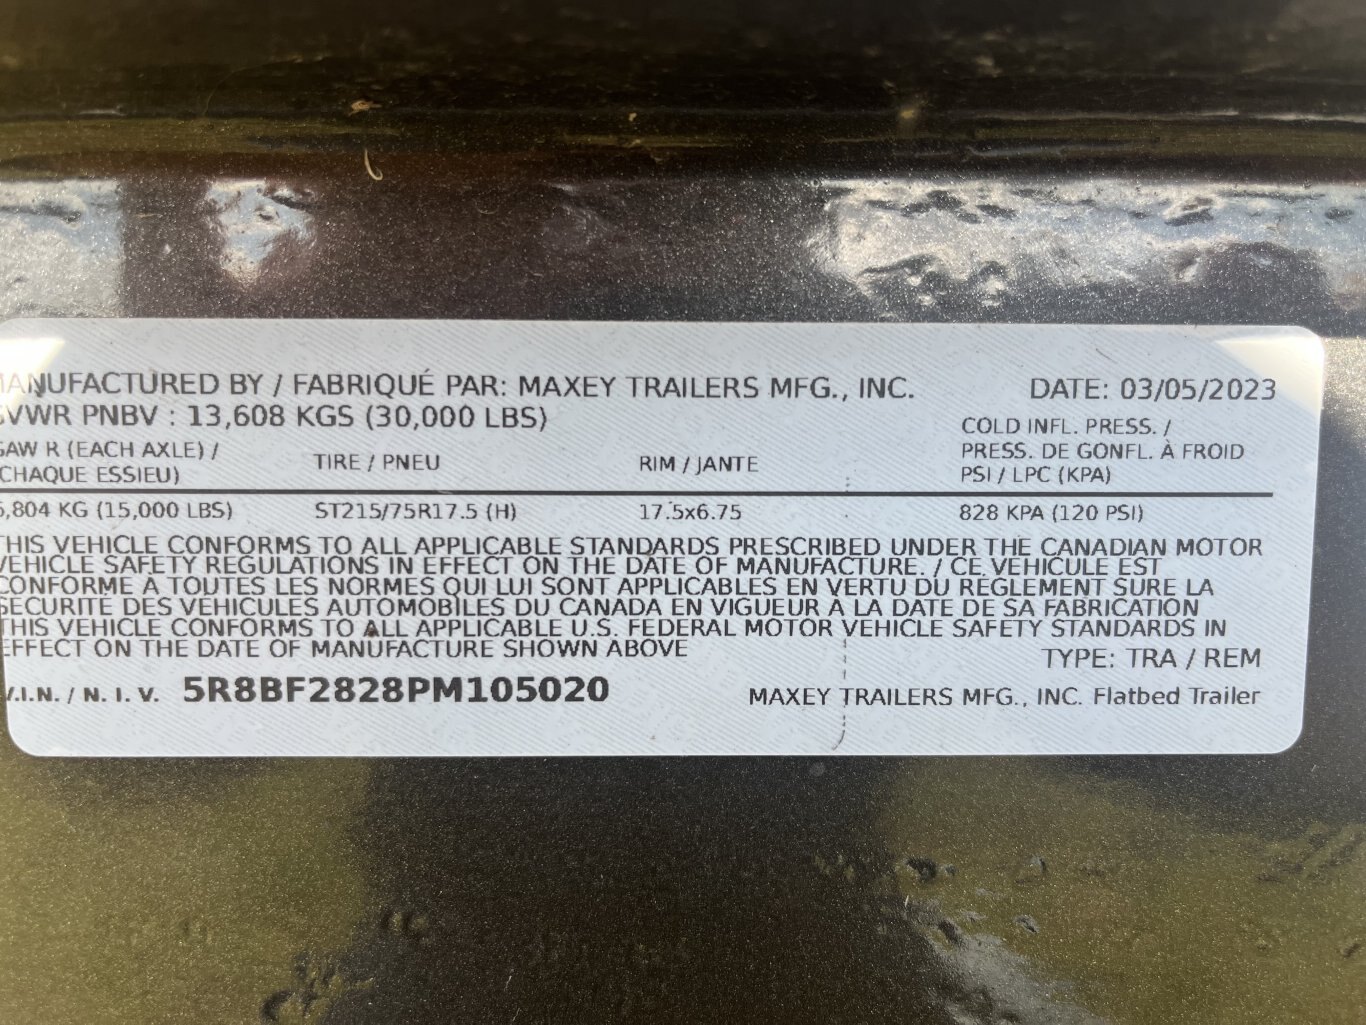 MANUFACTURED BY / FABRIQUÉ PAR: MAXEY TRAILERS MFG., INC. DATE: 03/05/2023
GVWR PNBV : 13,608 KGS (30,000 LBS)
GAW R (EACH AXLE) /
(CHAQUE ESSIEU)
TIRE / PNEU
RIM / JANTE
COLD INFL. PRESS. /
PRESS. DE GONFL. À FROID
PSI / LPC (KPA)
6,804 KG (15,000 LBS) ST215/75R17.5 (H) 17.5x6.75 828 KPA (120 PSI)
THIS VEHICLE CONFORMS TO ALL APPLICABLE STANDARDS PRESCRIBED UNDER THE CANADIAN MOTOR
VEHICLE SAFETY REGULATIONS IN EFFECT ON THE DATE OF MANUFACTURE. / CE VEHICULE EST
CONFORME A TOUTES LES NORMES QUI LUI SONT APPLICABLES EN VERTU DU REGLEMENT SURE LA
SECURITE DES VEHICULES AUTOMOBILES DU CANADA EN VIGUEUR A LA DATE DE SA FABRICATION
THIS VEHICLE CONFORMS TO ALL APPLICABLE U.S. FEDERAL MOTOR VEHICLE SAFETY STANDARDS IN
EFFECT ON THE DATE OF MANUFACTURE SHOWN ABOVE
TYPE: TRA / REM
V.I.N. / N. I. V. 5R8BF2828PM105020 MAXEY TRAILERS MFG., INC. Flatbed Trailer